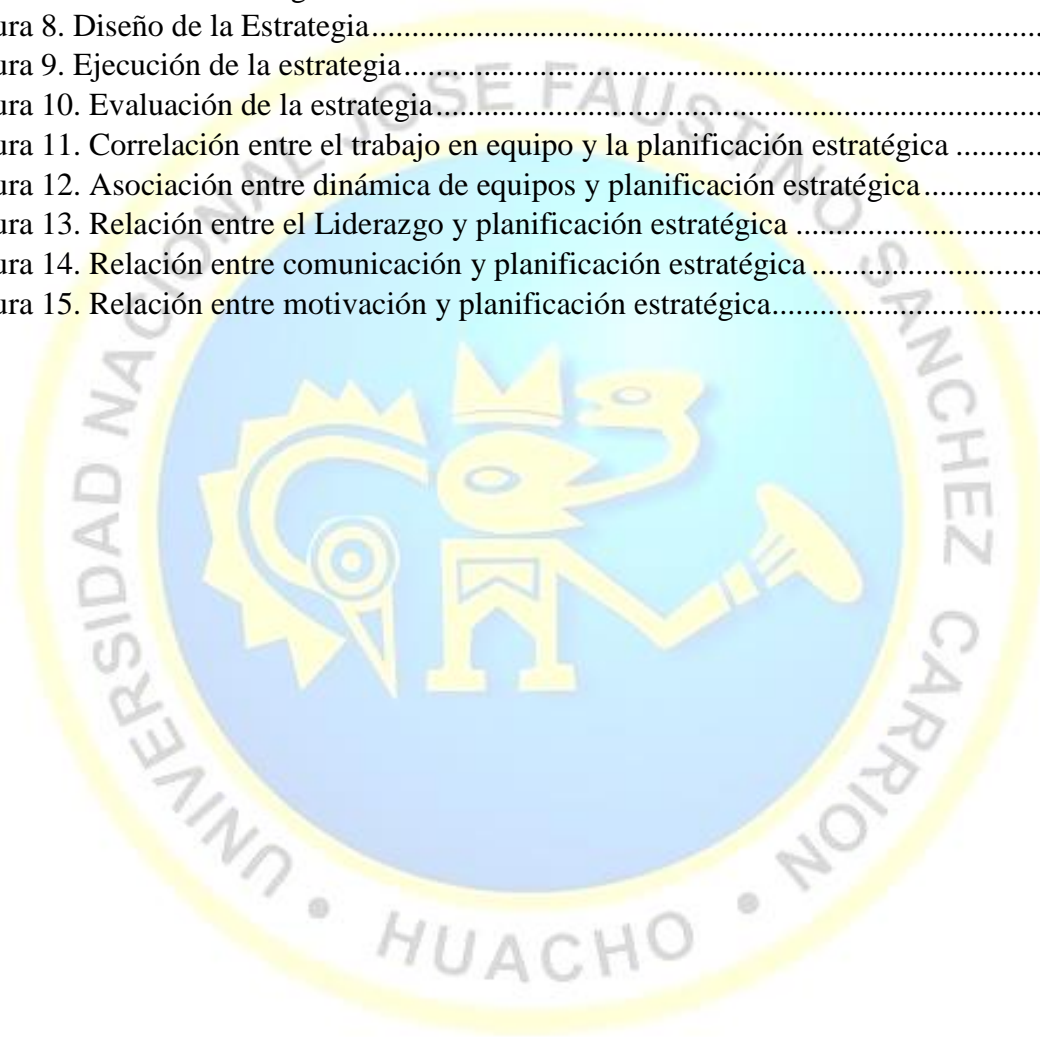 ura 8. Diseño de la Estrategia
ura 9. Ejecución de la estrategia
ura 10. Evaluación de la estrategia
ura 11. Correlación entre el trabajo en equipo y la planificación estratégica
ura 12. Asociación entre dinámica de equipos y planificación estratégica
ura 13. Relación entre el Liderazgo y planificación estratégica
ura 14. Relación entre comunicación y planificación estratégica
ura 15. Relación entre motivación y planificación estratégica
UNIVERSIDAD NACIONAL JOSE FAUSTINO SANCHEZ CARRION
• HUACHO •